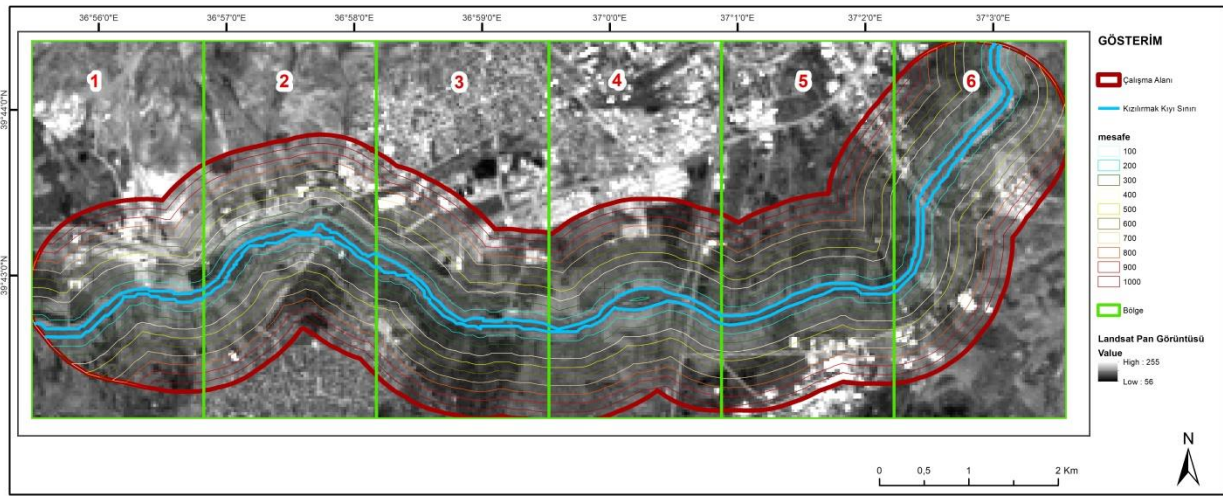 36°56'0"E 36°57'0"E 36°58'0"E 36°59'0"E 37°0'0"E 37°1'0"E 37°2'0"E 37°3'0"E
39°44'0"N
39°43'0"N
1 2 3 4 5 6
GÖSTERİM
Çalışma Alanı
Kızılırmak Kıyı Sınırı
mesafe
100
200
300
400
500
600
700
800
900
1000
Bölge
Landsat Pan Görüntüsü
Value
High : 255
Low : 56
N
0 0,5 1 2 Km